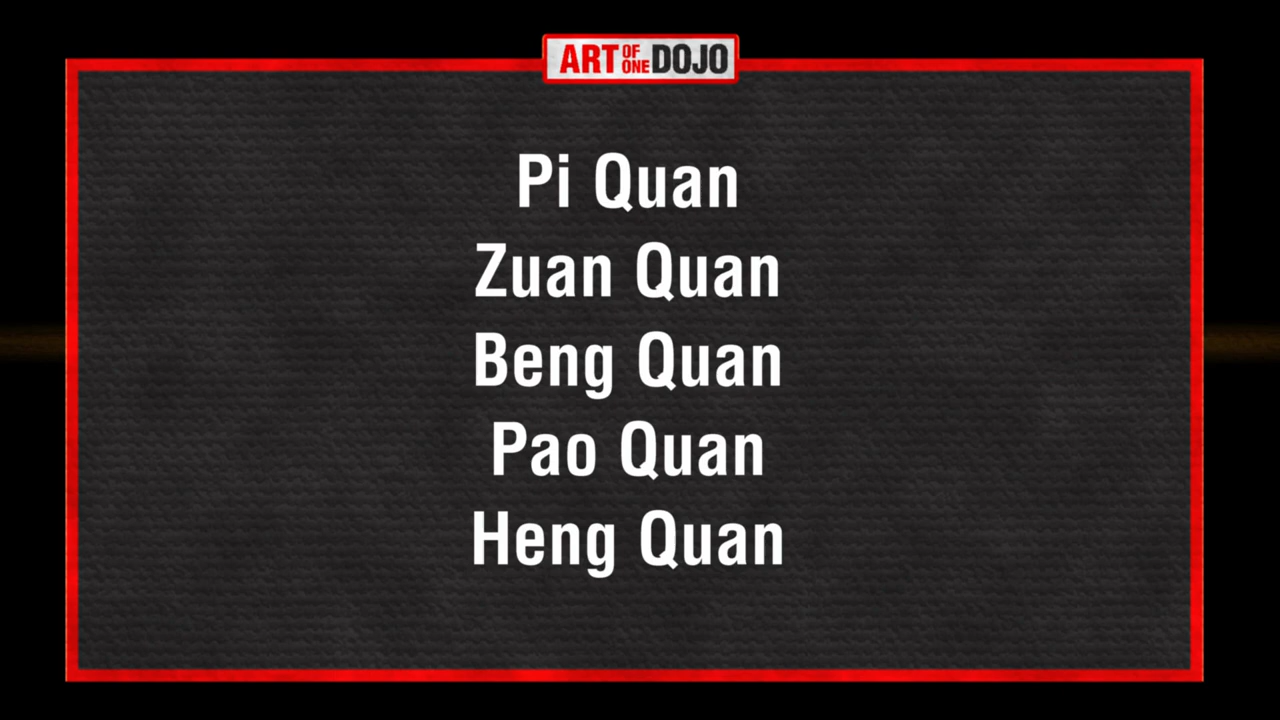 ART OF ONE DOJO
Pi Quan
Zuan Quan
Beng Quan
Pao Quan
Heng Quan